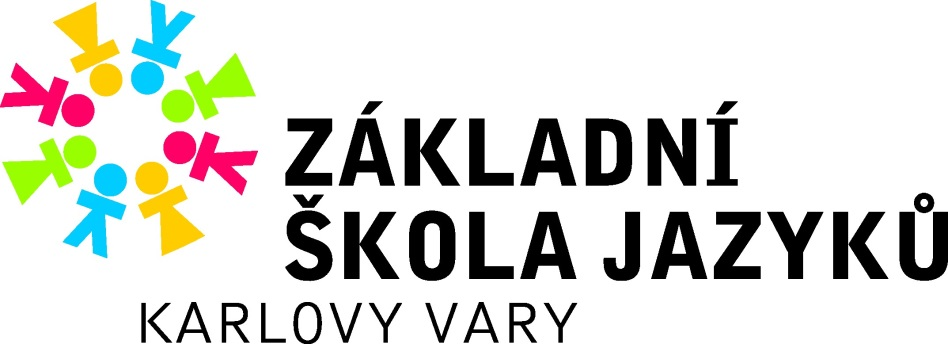 ZÁKLADNÍ
ŠKOLA JAZYKŮ
KARLOVY VARY